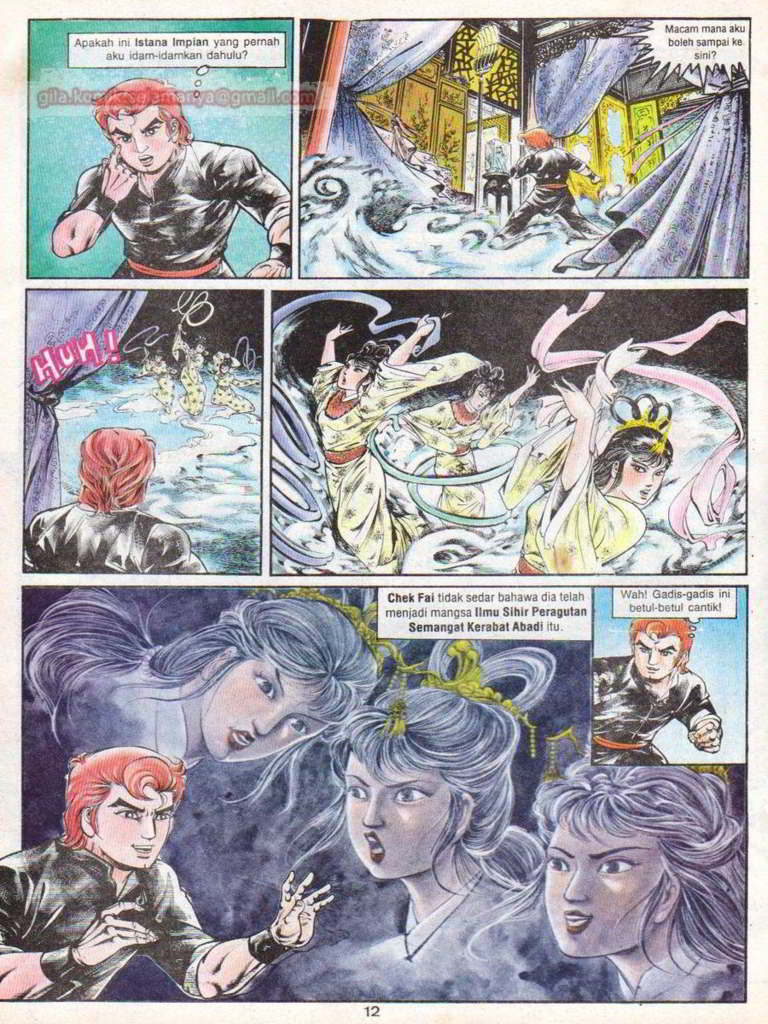 Apakah ini Istana Impian yang pernah
aku idam-idamkan dahulu?
Macam mana aku
boleh sampai ke
sini?
HUH!
Chek Fai tidak sedar bahawa dia telah
menjadi mangsa Ilmu Sihir Peragutan
Semangat Kerabat Abadi itu.
Wah! Gadis-gadis ini
betul-betul cantik!
12